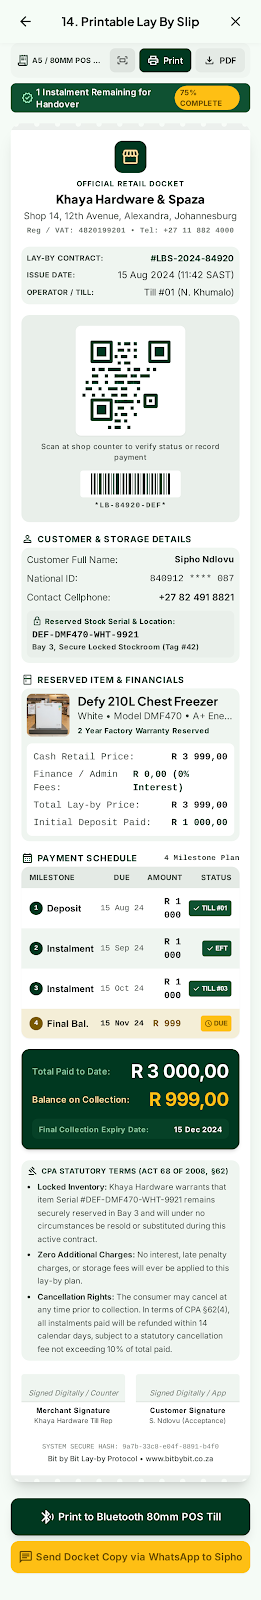 14. Printable Lay By Slip
A5 / 80MM POS ...
Print
PDF
1 Instalment Remaining for
Handover
75%
COMPLETE
OFFICIAL RETAIL DOCKET
Khaya Hardware & Spaza
Shop 14, 12th Avenue, Alexandra, Johannesburg
Reg / VAT: 4820199201 • Tel: +27 11 882 4000
LAY-BY CONTRACT: #LBS-2024-84920
ISSUE DATE: 15 Aug 2024 (11:42 SAST)
OPERATOR / TILL: Till #01 (N. Khumalo)
Scan at shop counter to verify status or record
payment
*LB-84920-DEF*
CUSTOMER & STORAGE DETAILS
Customer Full Name: Sipho Ndlovu
National ID: 840912 **** 087
Contact Cellphone: +27 82 491 8821
Reserved Stock Serial & Location:
DEF-DMF470-WHT-9921
Bay 3, Secure Locked Stockroom (Tag #42)
RESERVED ITEM & FINANCIALS
Defy 210L Chest Freezer
White • Model DMF470 • A+ Ene...
2 Year Factory Warranty Reserved
Cash Retail Price: R 3 999,00
Finance / Admin R 0,00 (0%
Fees: Interest)
Total Lay-by Price: R 3 999,00
Initial Deposit Paid: R 1 000,00
PAYMENT SCHEDULE 4 Milestone Plan
MILESTONE DUE AMOUNT STATUS
1 Deposit 15 Aug 24 R 1 000 TILL #01
2 Instalment 15 Sep 24 R 1 000 EFT
3 Instalment 15 Oct 24 R 1 000 TILL #03
4 Final Bal. 15 Nov 24 R 999 DUE
Total Paid to Date: R 3 000,00
Balance on Collection: R 999,00
Final Collection Expiry Date: 15 Dec 2024
CPA STATUTORY TERMS (ACT 68 OF 2008, §62)
• Locked Inventory: Khaya Hardware warrants that
item Serial #DEF-DMF470-WHT-9921 remains
securely reserved in Bay 3 and will under no
circumstances be resold or substituted during this
active contract.
• Zero Additional Charges: No interest, late penalty
charges, or storage fees will ever be applied to this
lay-by plan.
• Cancellation Rights: The consumer may cancel at
any time prior to collection. In terms of CPA §62(4),
all instalments paid will be refunded within 14
calendar days, subject to a statutory cancellation
fee not exceeding 10% of total paid.
Signed Digitally / Counter
Signed Digitally / App
Merchant Signature
Customer Signature
Khaya Hardware Till Rep
S. Ndlovu (Acceptance)
SYSTEM SECURE HASH: 9a7b-33c8-e04f-8891-b4f0
Bit by Bit Lay-by Protocol • www.bitbybit.co.za
Print to Bluetooth 80mm POS Till
Send Docket Copy via WhatsApp to Sipho